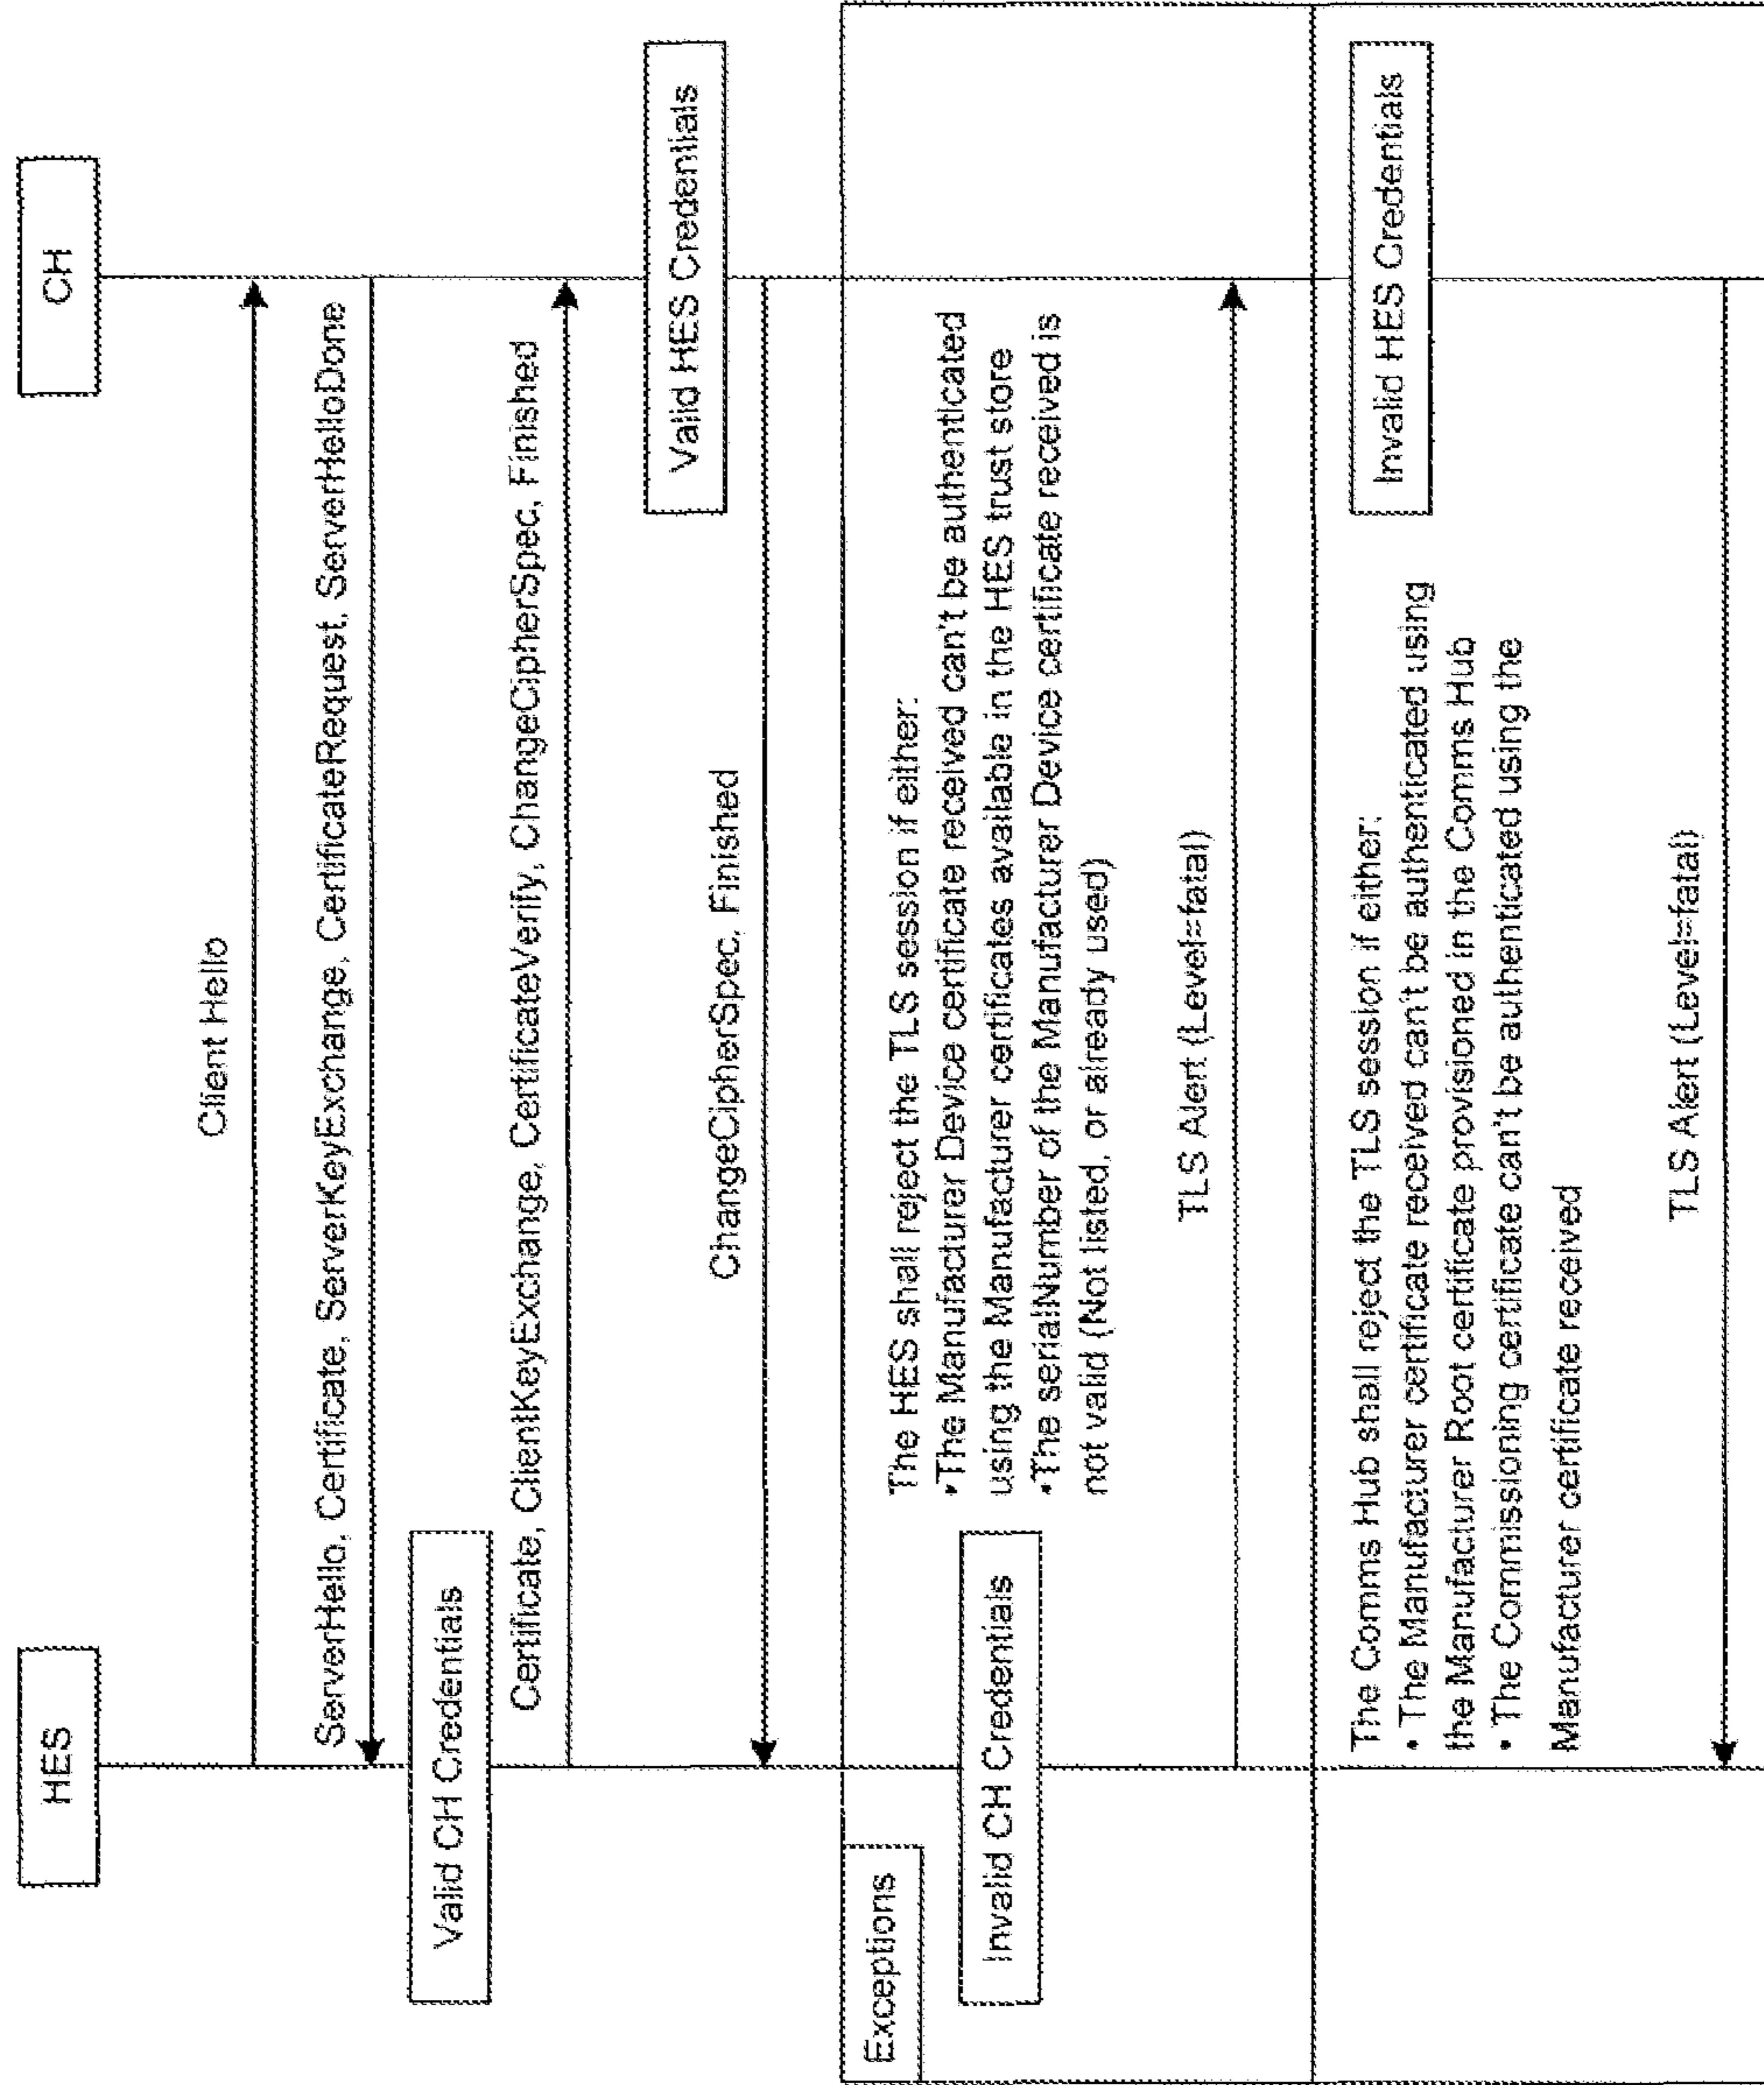 HES
CH
Client Hello
ServerHello, Certificate, ServerKeyExchange, CertificateRequest, ServerHelloDone
Valid CH Credentials
Certificate, ClientKeyExchange, CertificateVerify, ChangeCipherSpec, Finished
Valid HES Credentials
ChangeCipherSpec, Finished
Exceptions
The HES shall reject the TLS session if either:
•The Manufacturer Device certificate received can't be authenticated
using the Manufacturer certificates available in the HES trust store
•The serialNumber of the Manufacturer Device certificate received is
not valid (Not listed, or already used)
Invalid CH Credentials
TLS Alert (Level=fatal)
The Comms Hub shall reject the TLS session if either:
• The Manufacturer certificate received can't be authenticated using
the Manufacturer Root certificate provisioned in the Comms Hub
• The Commissioning certificate can't be authenticated using the
Manufacturer certificate received
Invalid HES Credentials
TLS Alert (Level=fatal)